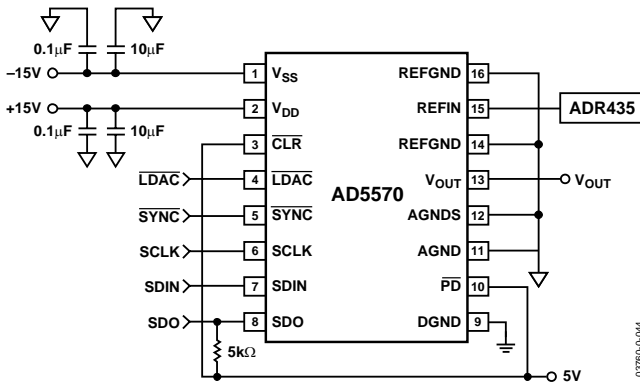 0.1µF 10µF
–15V
+15V
0.1µF 10µF
LDAC
SYNC
SCLK
SDIN
SDO
5kΩ
1 VSS
2 VDD
3 CLR
4 LDAC
5 SYNC
6 SCLK
7 SDIN
8 SDO
AD5570
REFGND 16
REFIN 15
REFGND 14
VOUT 13
AGNDS 12
AGND 11
PD 10
DGND 9
ADR435
VOUT
5V
03760-0-044